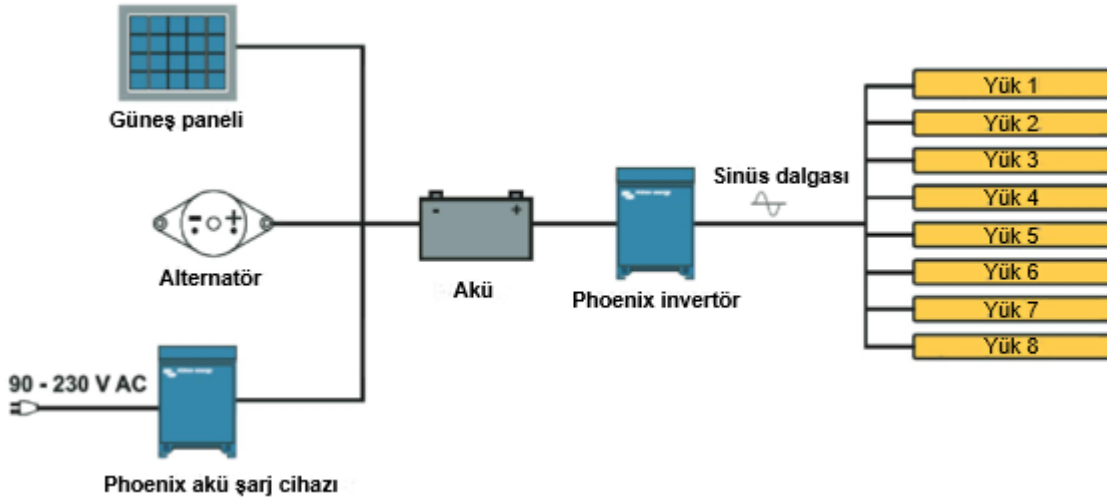 Güneş paneli
Alternatör
90 - 230 V AC
Phoenix akü şarj cihazı
- +
- +
Akü
Phoenix invertör
Sinüs dalgası
Yük 1
Yük 2
Yük 3
Yük 4
Yük 5
Yük 6
Yük 7
Yük 8